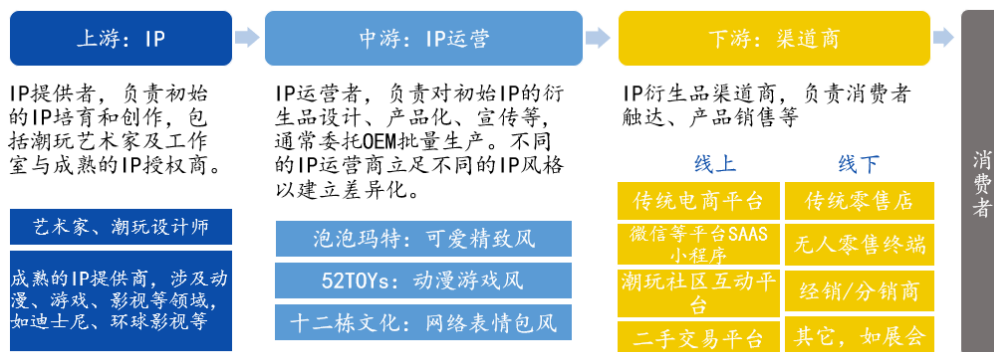 上游：IP
IP提供者，负责初始
的IP培育和创作，包
括潮玩艺术家及工作
室与成熟的IP授权商。
艺术家、潮玩设计师
成熟的IP提供商，涉及动
漫、游戏、影视等领域，
如迪士尼、环球影视等
中游：IP运营
IP运营者，负责对初始IP的衍
生品设计、产品化、宣传等，
通常委托OEM批量生产。不同
的IP运营商立足不同的IP风格
以建立差异化。
泡泡玛特：可爱精致风
52TOYs：动漫游戏风
十二栋文化：网络表情包风
下游：渠道商
IP衍生品渠道商，负责消费者
触达、产品销售等
线上
传统电商平台
微信等平台SAAS
小程序
潮玩社区互动平
台
二手交易平台
线下
传统零售店
无人零售终端
经销/分销商
其它，如展会
消费者